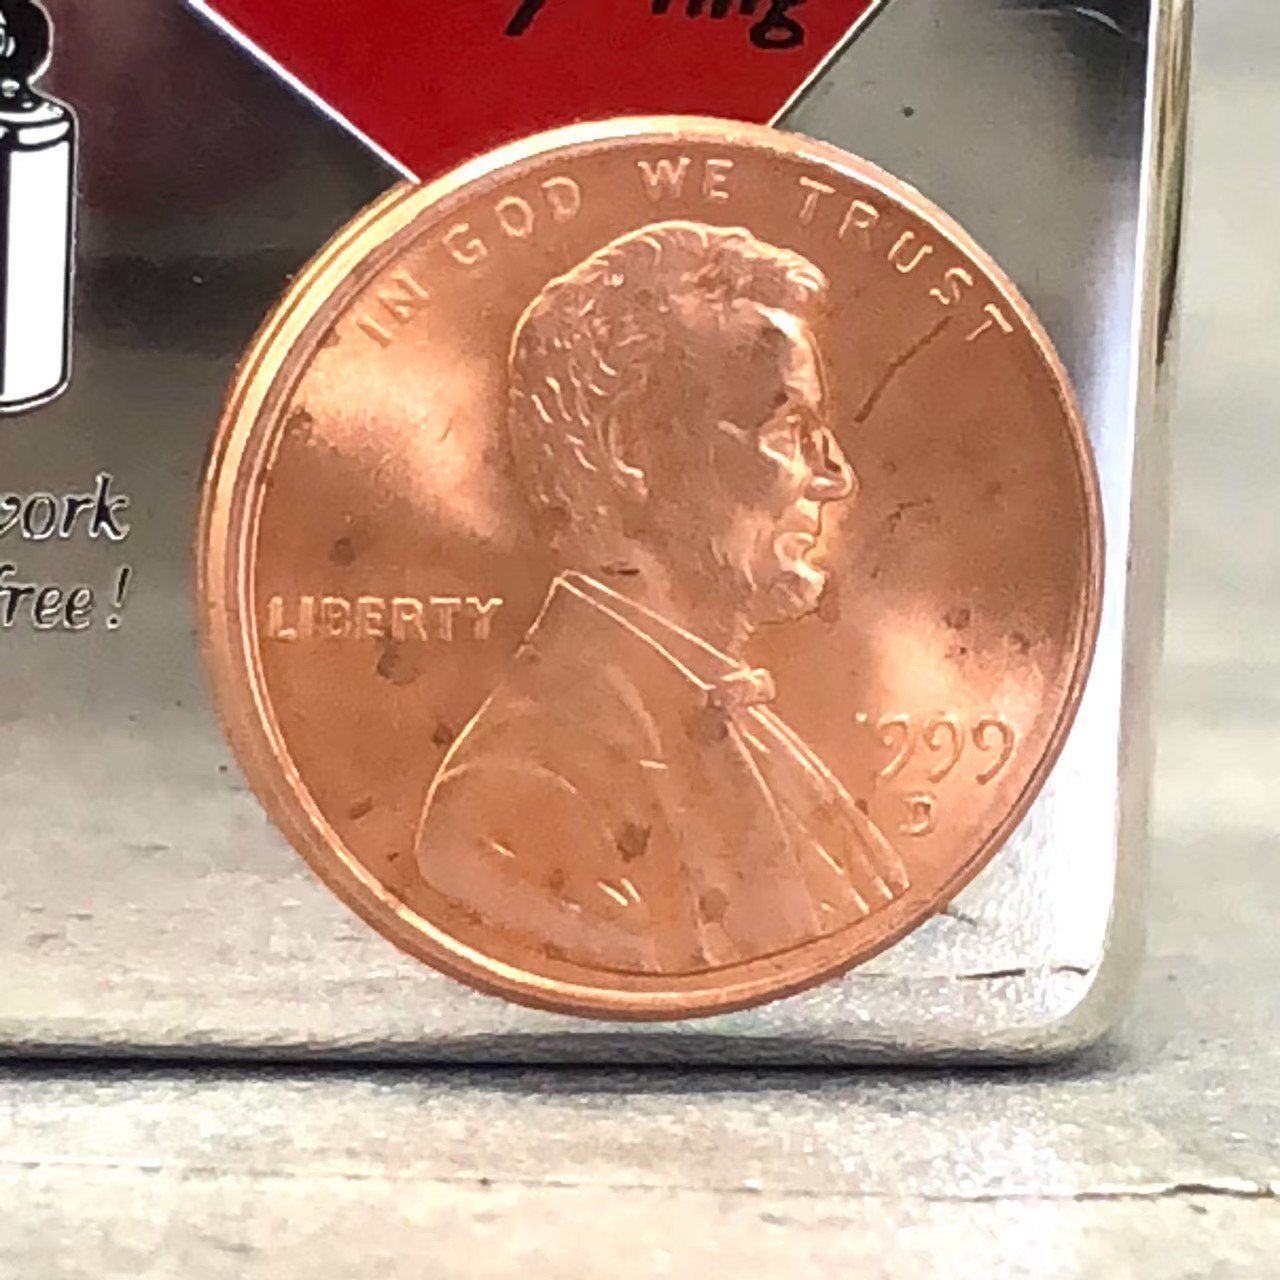 IN GOD WE TRUST
LIBERTY
1999
D
work
free!